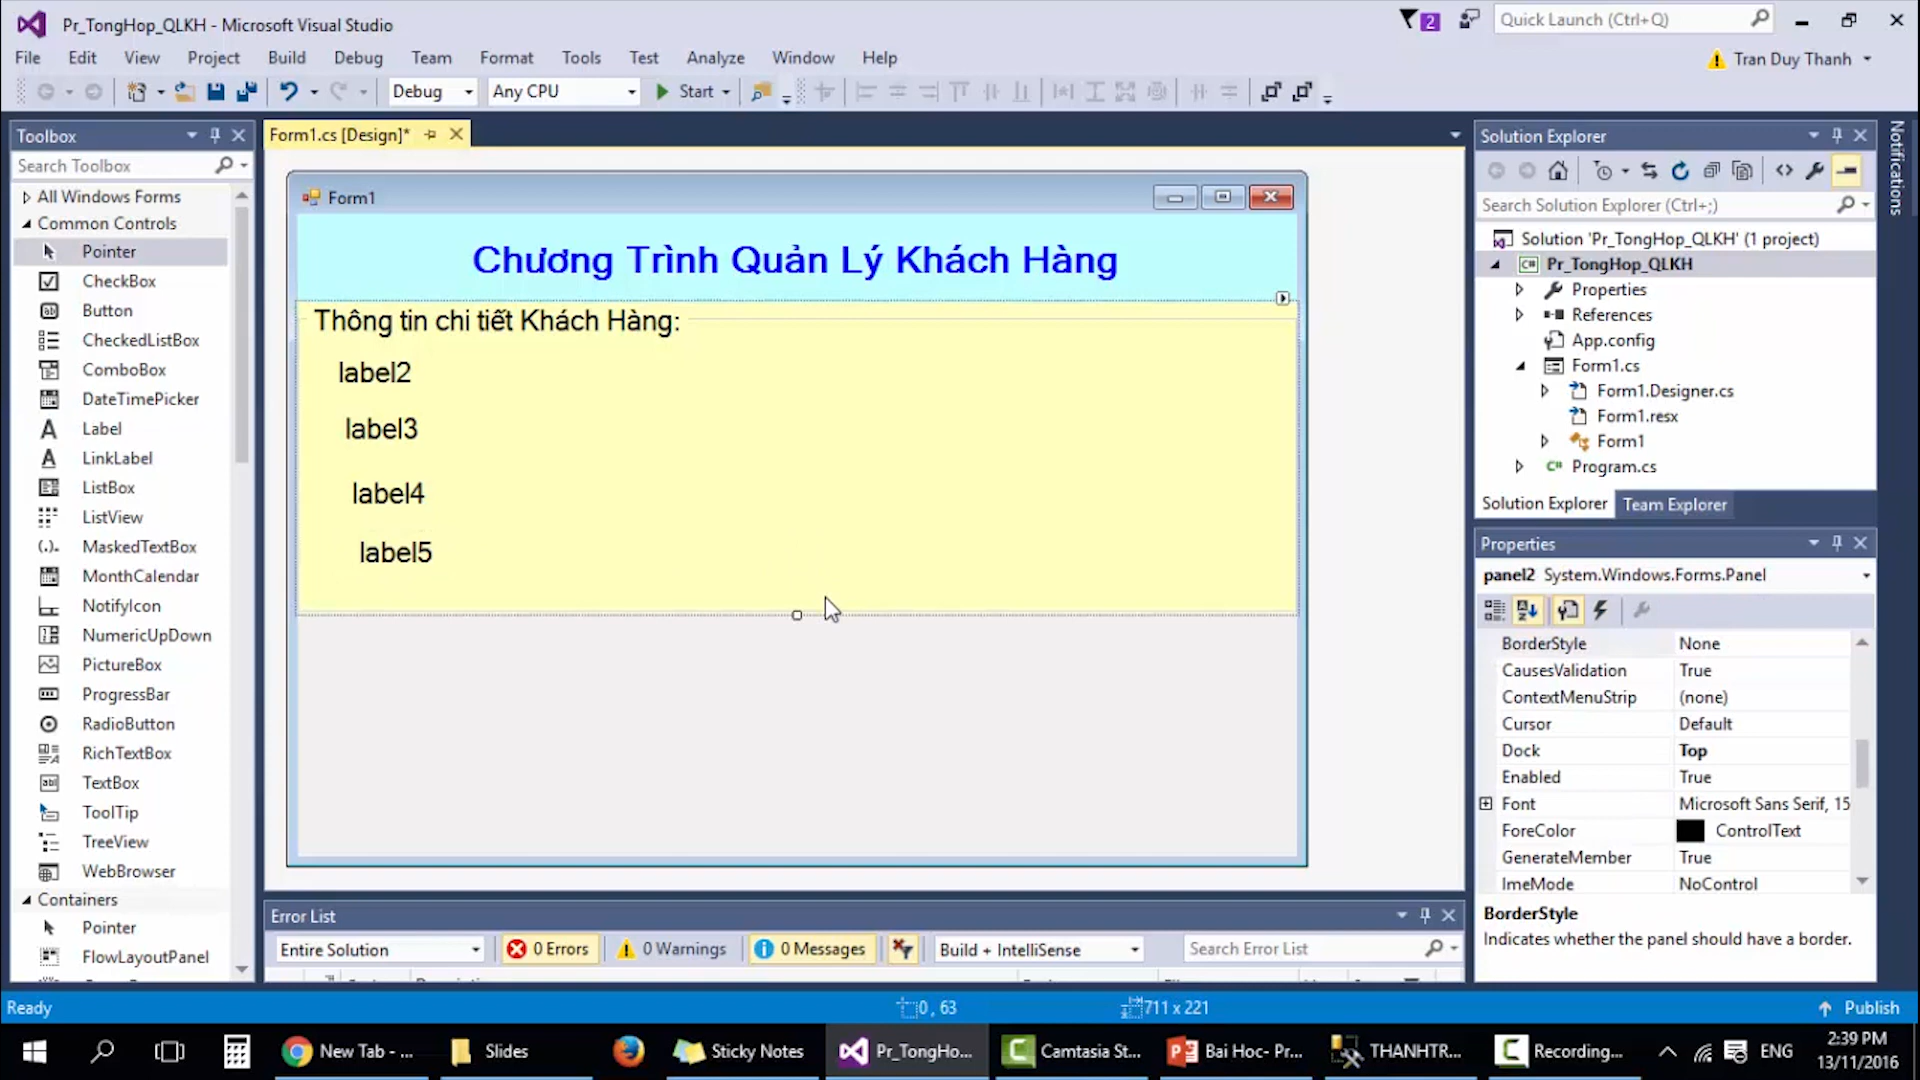 Pr_TongHop_QLKH - Microsoft Visual Studio
2
Quick Launch (Ctrl+Q)
File Edit View Project Build Debug Team Format Tools Test Analyze Window Help
Tran Duy Thanh
Debug Any CPU Start
Toolbox
Search Toolbox
All Windows Forms
Common Controls
Pointer
CheckBox
Button
CheckedListBox
ComboBox
DateTimePicker
Label
LinkLabel
ListBox
ListView
MaskedTextBox
MonthCalendar
NotifyIcon
NumericUpDown
PictureBox
ProgressBar
RadioButton
RichTextBox
TextBox
ToolTip
TreeView
WebBrowser
Containers
Pointer
FlowLayoutPanel
Form1.cs [Design]*
Form1
Chương Trình Quản Lý Khách Hàng
Thông tin chi tiết Khách Hàng:
label2
label3
label4
label5
Error List
Entire Solution 0 Errors 0 Warnings 0 Messages Build + IntelliSense Search Error List
Solution Explorer
Search Solution Explorer (Ctrl+;)
Solution 'Pr_TongHop_QLKH' (1 project)
Pr_TongHop_QLKH
Properties
References
App.config
Form1.cs
Form1.Designer.cs
Form1.resx
Form1
Program.cs
Solution Explorer Team Explorer
Notifications
Properties
panel2 System.Windows.Forms.Panel
BorderStyle None
CausesValidation True
ContextMenuStrip (none)
Cursor Default
Dock Top
Enabled True
Font Microsoft Sans Serif, 15
ForeColor ControlText
GenerateMember True
ImeMode NoControl
BorderStyle
Indicates whether the panel should have a border.
Ready 0 , 63 711 x 221 Publish
New Tab - ... Slides Sticky Notes Pr_TongHo... Camtasia St... Bai Hoc- Pr... THANHTR... Recording... ENG
2:39 PM
13/11/2016